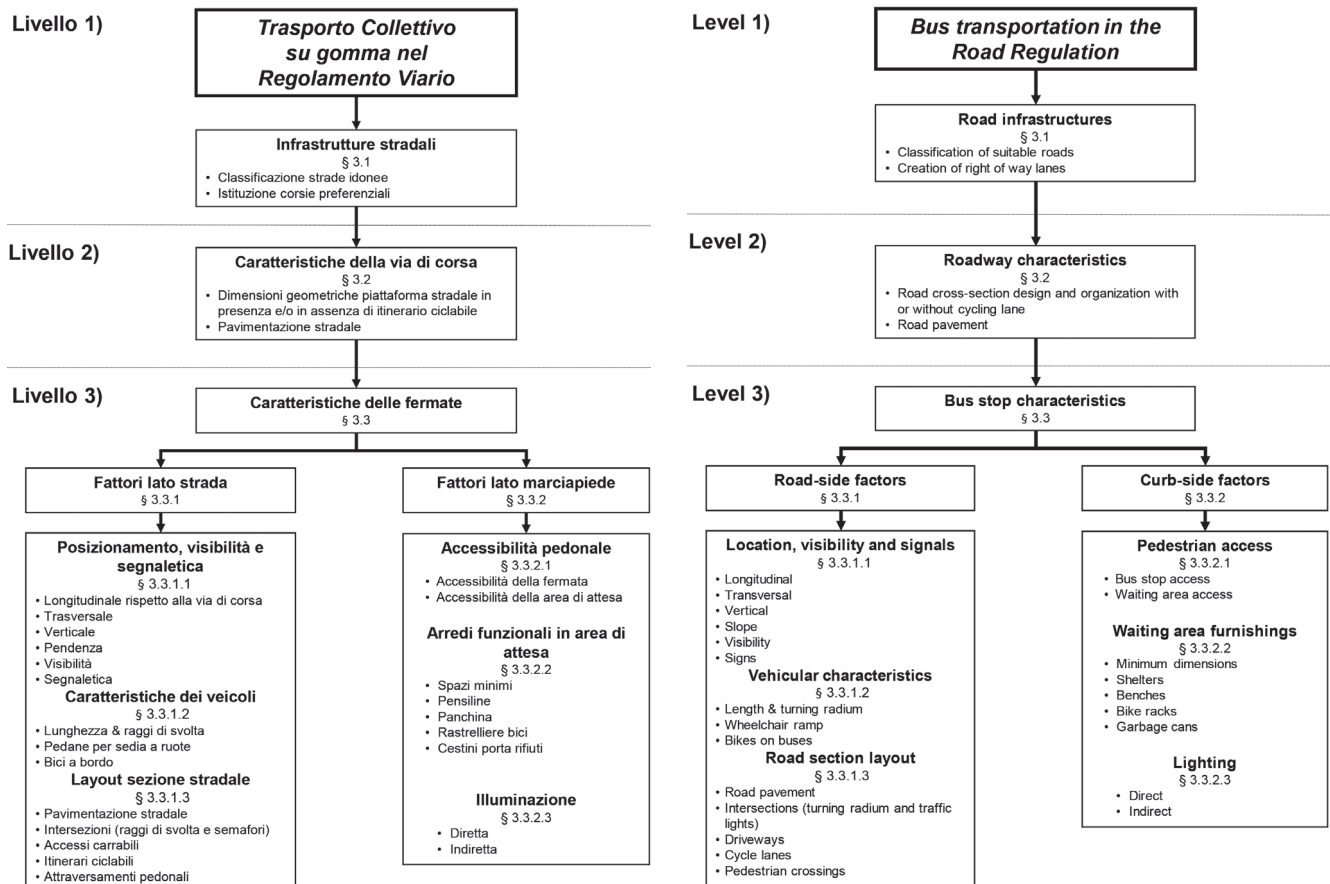 Livello 1)
Trasporto Collettivo
su gomma nel
Regolamento Viario
Infrastrutture stradali
§ 3.1
• Classificazione strade idonee
• Istituzione corsie preferenziali
Livello 2)
Caratteristiche della via di corsa
§ 3.2
• Dimensioni geometriche piattaforma stradale in
presenza e/o in assenza di itinerario ciclabile
• Pavimentazione stradale
Livello 3)
Caratteristiche delle fermate
§ 3.3
Fattori lato strada
§ 3.3.1
Posizionamento, visibilità e
segnaletica
§ 3.3.1.1
• Longitudinale rispetto alla via di corsa
• Trasversale
• Verticale
• Pendenza
• Visibilità
• Segnaletica
Caratteristiche dei veicoli
§ 3.3.1.2
• Lunghezza & raggi di svolta
• Pedane per sedia a ruote
• Bici a bordo
Layout sezione stradale
§ 3.3.1.3
• Pavimentazione stradale
• Intersezioni (raggi di svolta e semafori)
• Accessi carrabili
• Itinerari ciclabili
• Attraversamenti pedonali
Fattori lato marciapiede
§ 3.3.2
Accessibilità pedonale
§ 3.3.2.1
• Accessibilità della fermata
• Accessibilità della area di attesa
Arredi funzionali in area di
attesa
§ 3.3.2.2
• Spazi minimi
• Pensiline
• Panchina
• Rastrelliere bici
• Cestini porta rifiuti
Illuminazione
§ 3.3.2.3
• Diretta
• Indiretta
Level 1)
Bus transportation in the
Road Regulation
Road infrastructures
§ 3.1
• Classification of suitable roads
• Creation of right of way lanes
Level 2)
Roadway characteristics
§ 3.2
• Road cross-section design and organization with
or without cycling lane
• Road pavement
Level 3)
Bus stop characteristics
§ 3.3
Road-side factors
§ 3.3.1
Location, visibility and signals
§ 3.3.1.1
• Longitudinal
• Transversal
• Vertical
• Slope
• Visibility
• Signs
Vehicular characteristics
§ 3.3.1.2
• Length & turning radium
• Wheelchair ramp
• Bikes on buses
Road section layout
§ 3.3.1.3
• Road pavement
• Intersections (turning radium and traffic
lights)
• Driveways
• Cycle lanes
• Pedestrian crossings
Curb-side factors
§ 3.3.2
Pedestrian access
§ 3.3.2.1
• Bus stop access
• Waiting area access
Waiting area furnishings
§ 3.3.2.2
• Minimum dimensions
• Shelters
• Benches
• Bike racks
• Garbage cans
Lighting
§ 3.3.2.3
• Direct
• Indirect